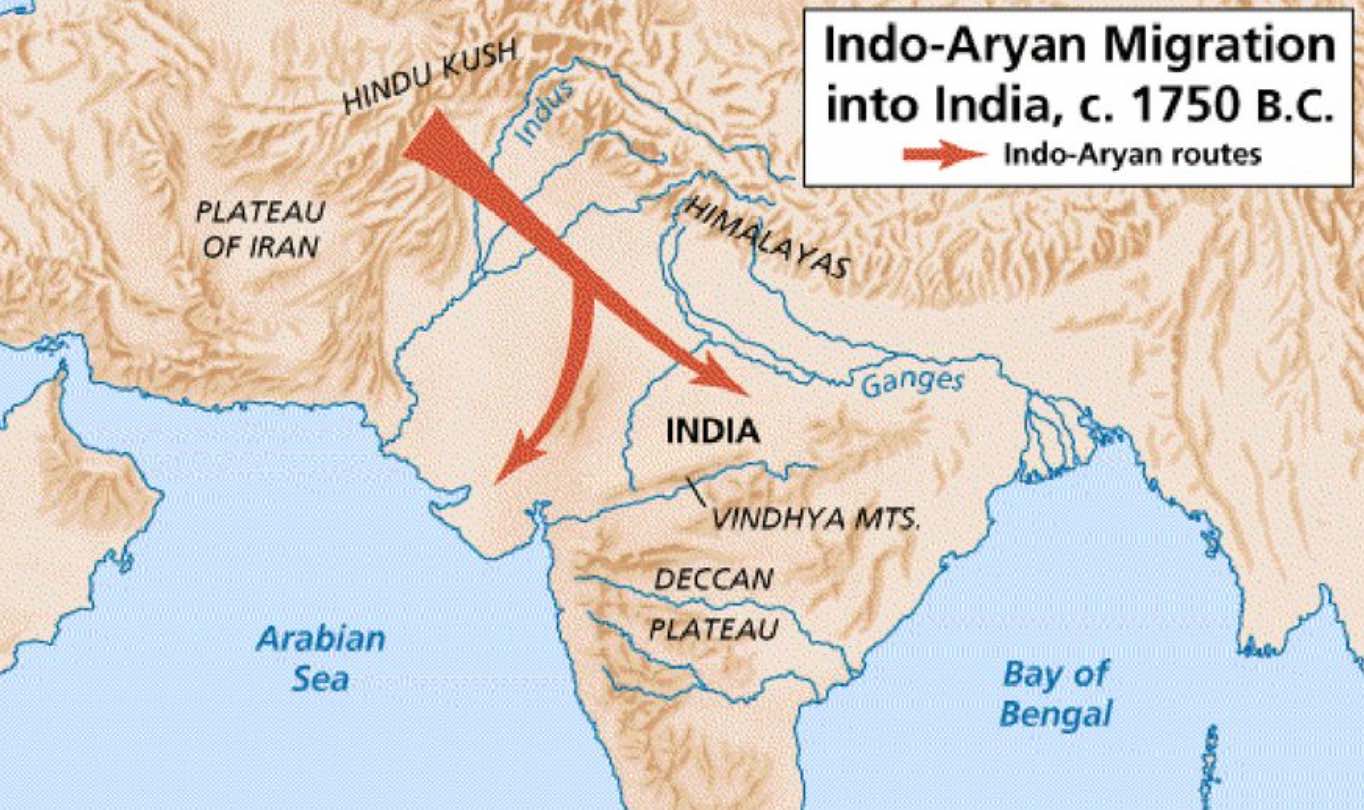 Indo-Aryan Migration
into India, c. 1750 B.C.
Indo-Aryan routes
HINDU KUSH
Indus
PLATEAU
OF IRAN
HIMALAYAS
Ganges
INDIA
VINDHYA MTS.
DECCAN
PLATEAU
Arabian
Sea
Bay of
Bengal